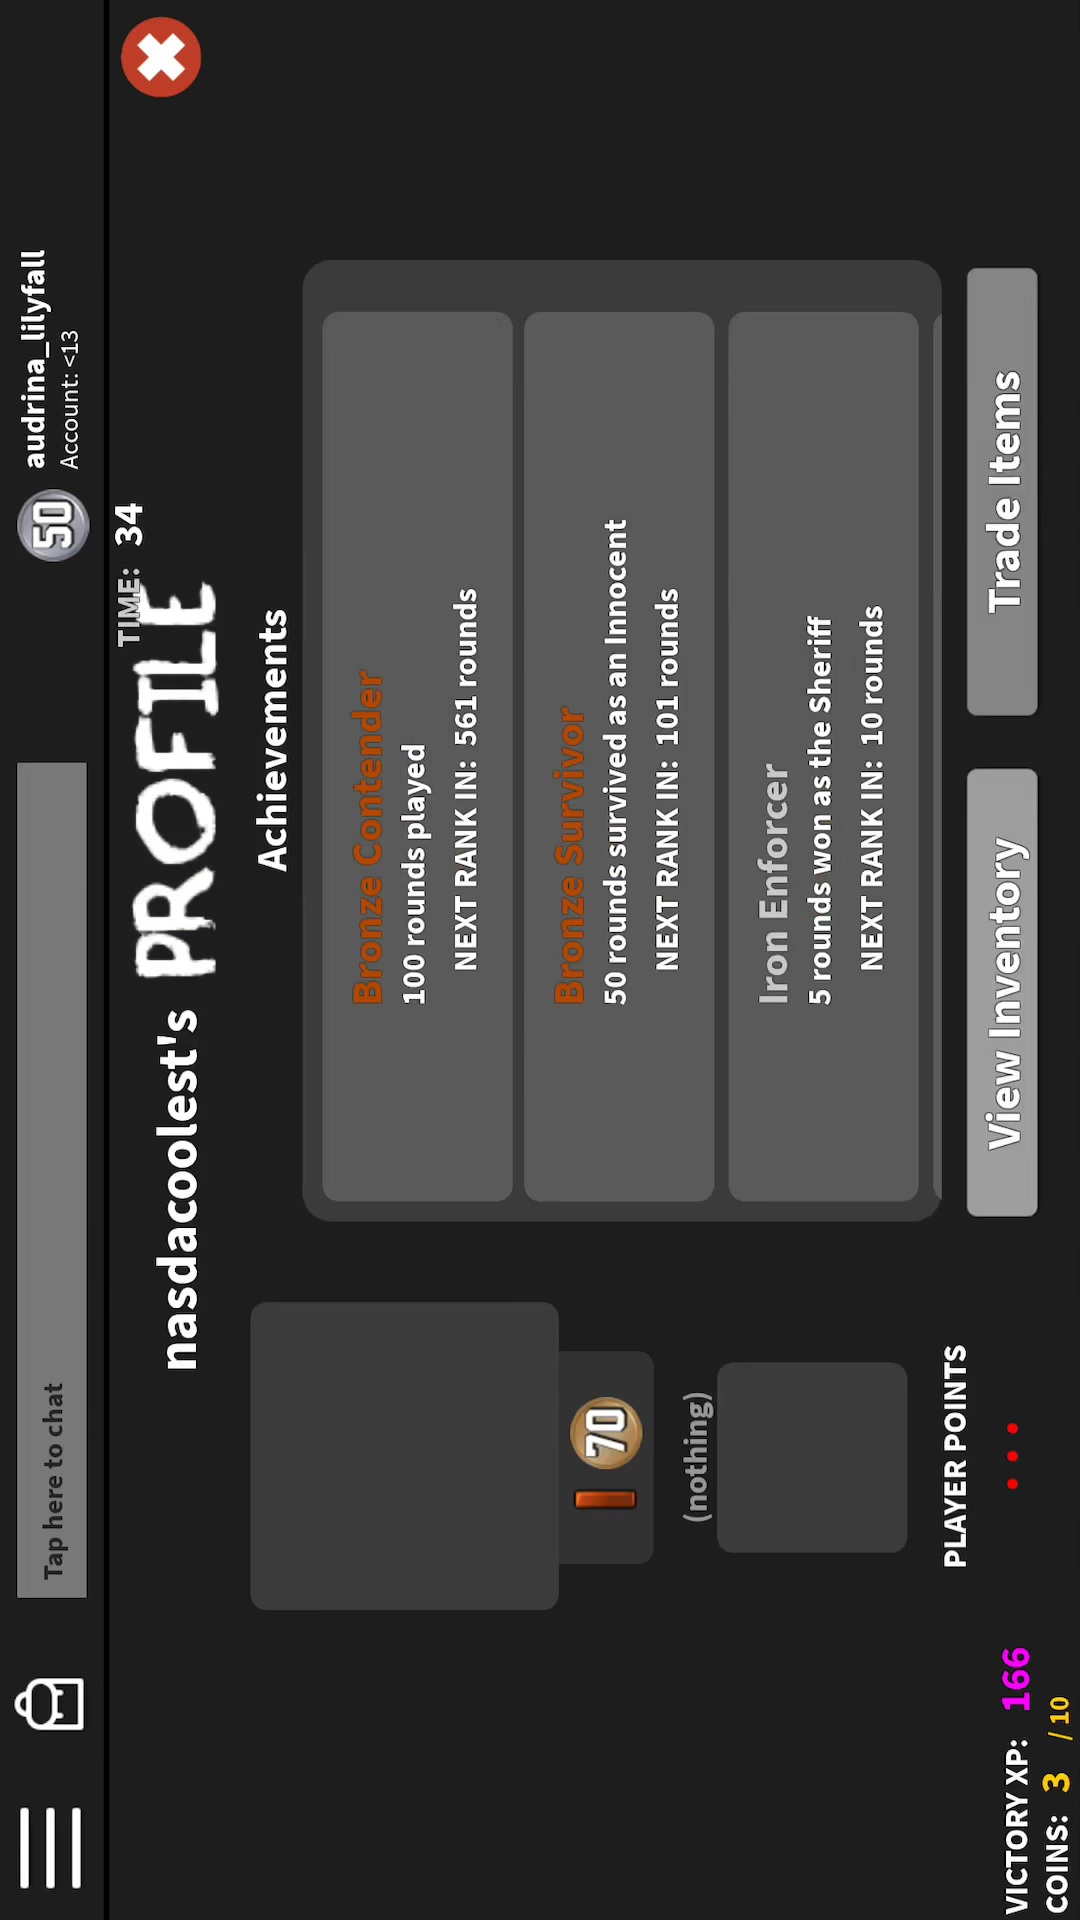 Tap here to chat
50
audrina_lilyfall
Account: <13
TIME: 34
nasdacoolest's PROFILE
Achievements
Bronze Contender
100 rounds played
NEXT RANK IN: 561 rounds
Bronze Survivor
50 rounds survived as an Innocent
NEXT RANK IN: 101 rounds
Iron Enforcer
5 rounds won as the Sheriff
NEXT RANK IN: 10 rounds
I 70
(nothing)
PLAYER POINTS
...
View Inventory
Trade Items
VICTORY XP: 166
COINS: 3 / 10